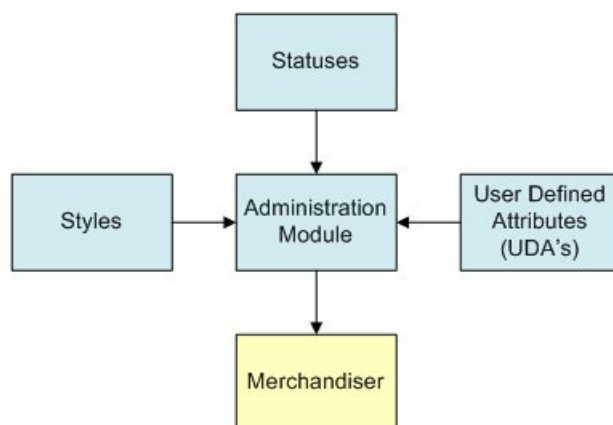 Statuses
Styles
Administration
Module
User Defined
Attributes
(UDA's)
Merchandiser